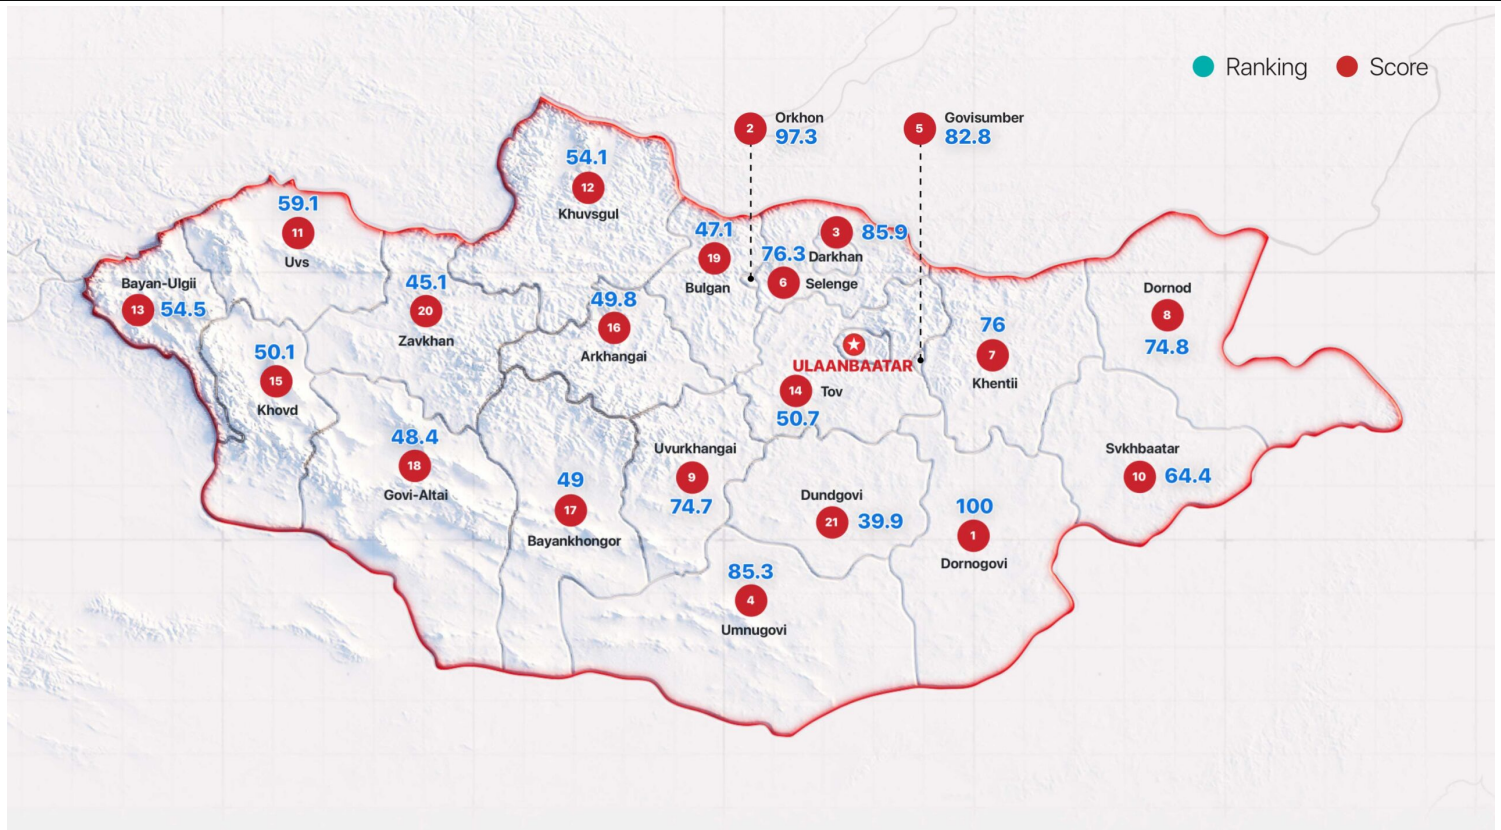 Ranking
Score
2
Orkhon
97.3
5
Govisumber
82.8
54.1
12
Khuvsgul
59.1
11
Uvs
47.1
19
Bulgan
3
85.9
Darkhan
76.3
6
Selenge
Bayan-Ulgii
13
54.5
45.1
20
Zavkhan
49.8
16
Arkhangai
Dornod
8
74.8
76
7
Khentii
ULAANBAATAR
14
Tov
50.7
50.1
15
Khovd
48.4
18
Govi-Altai
49
17
Bayankhongor
Uvurkhangai
9
74.7
Svkhbaatar
10
64.4
Dundgovi
21
39.9
100
1
Dornogovi
85.3
4
Umnugovi